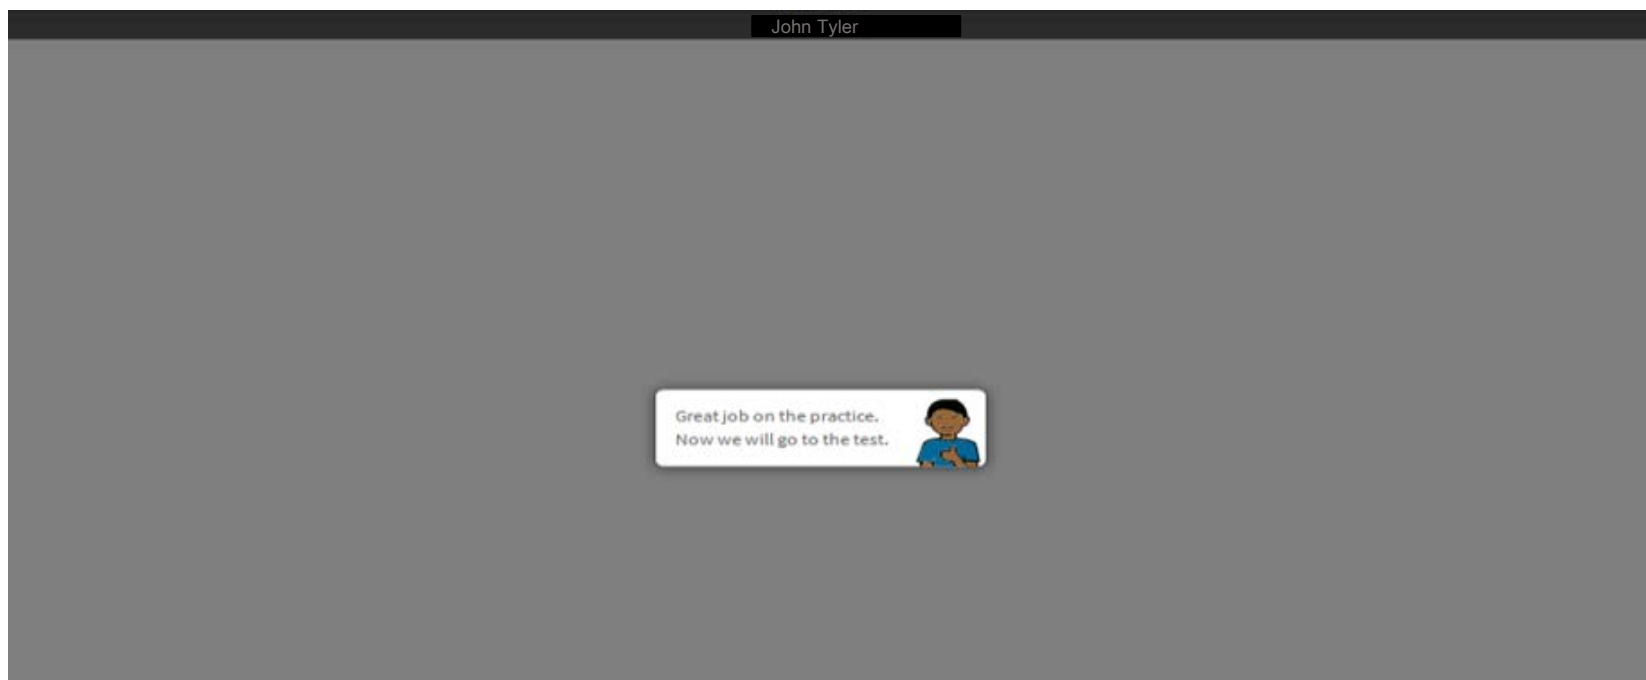 John Tyler
Great job on the practice.
Now we will go to the test.